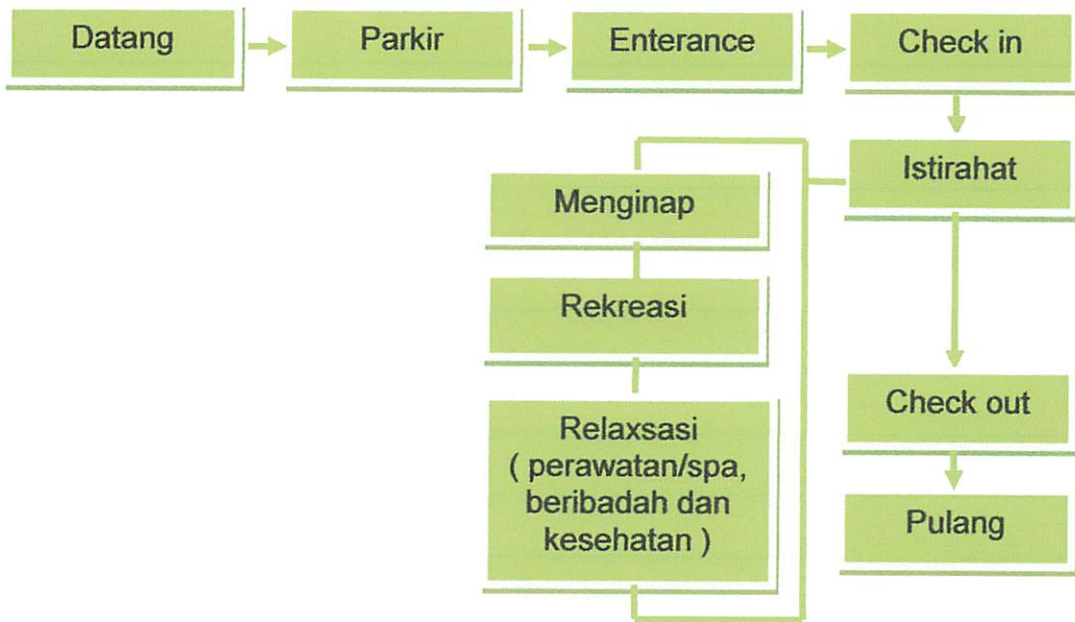 Datang
Parkir
Enterance
Check in
Istirahat
Menginap
Rekreasi
Relaxsasi
( perawatan/spa,
beribadah dan
kesehatan )
Check out
Pulang